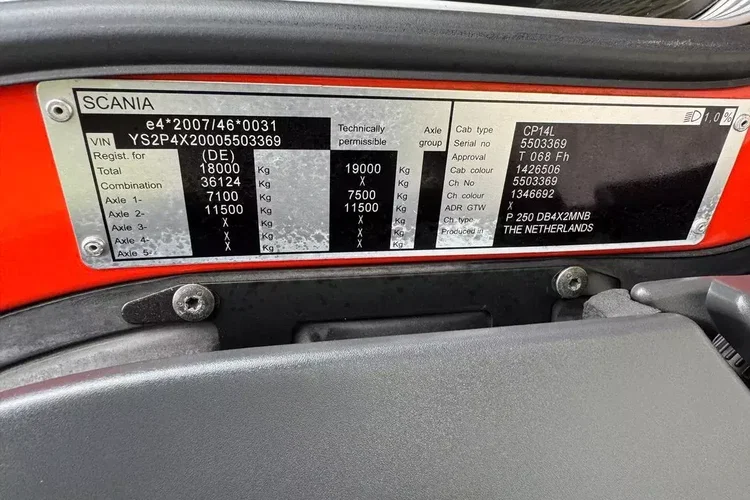 SCANIA
e4*2007/46*0031
VIN YS2P4X20005503369
Regist. for (DE)
Total 18000 Kg 19000 Kg
Combination 36124 Kg X Kg
Axle 1- 7100 Kg 7500 Kg
Axle 2- 11500 Kg 11500 Kg
Axle 3- X Kg X Kg
Axle 4- X Kg X Kg
Axle 5- X Kg X Kg
Technically permissible
Axle group
1,0 %
Cab type CP14L
Serial no 5503369
Approval T 068 Fh
Cab colour 1426506
Ch No 5503369
Ch colour 1346692
ADR GTW X
Ch type P 250 DB4X2MNB
Produced in THE NETHERLANDS